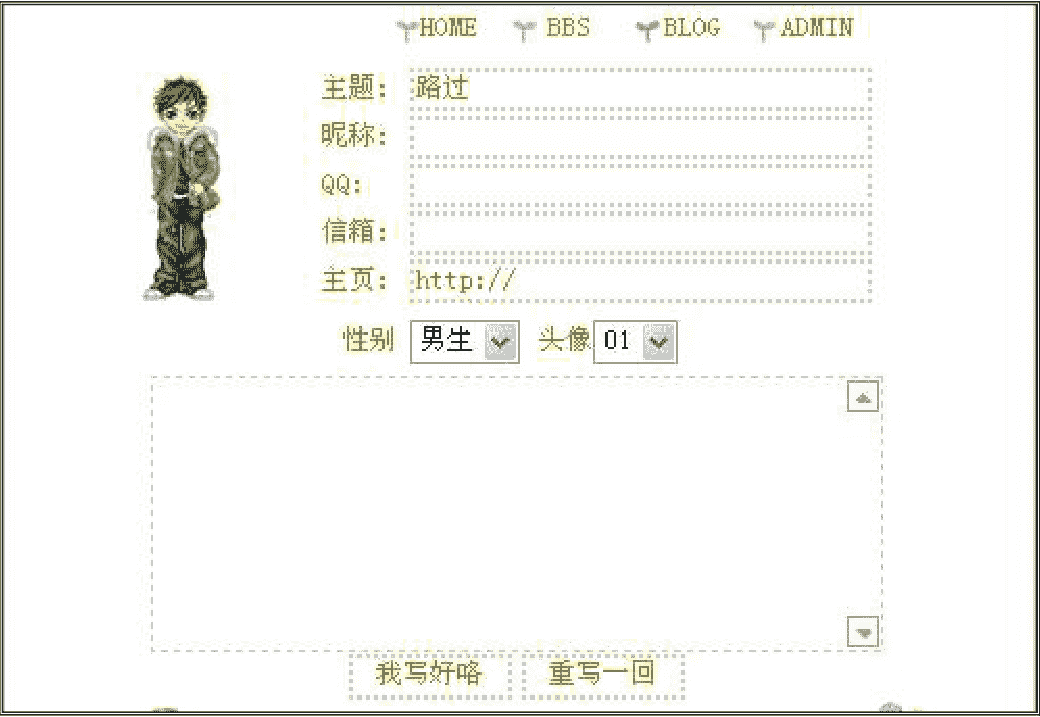 HOME BBS BLOG ADMIN
主题: 路过
昵称:
QQ:
信箱:
主页: http://
性别 男生 头像 01
我写好咯 重写一回